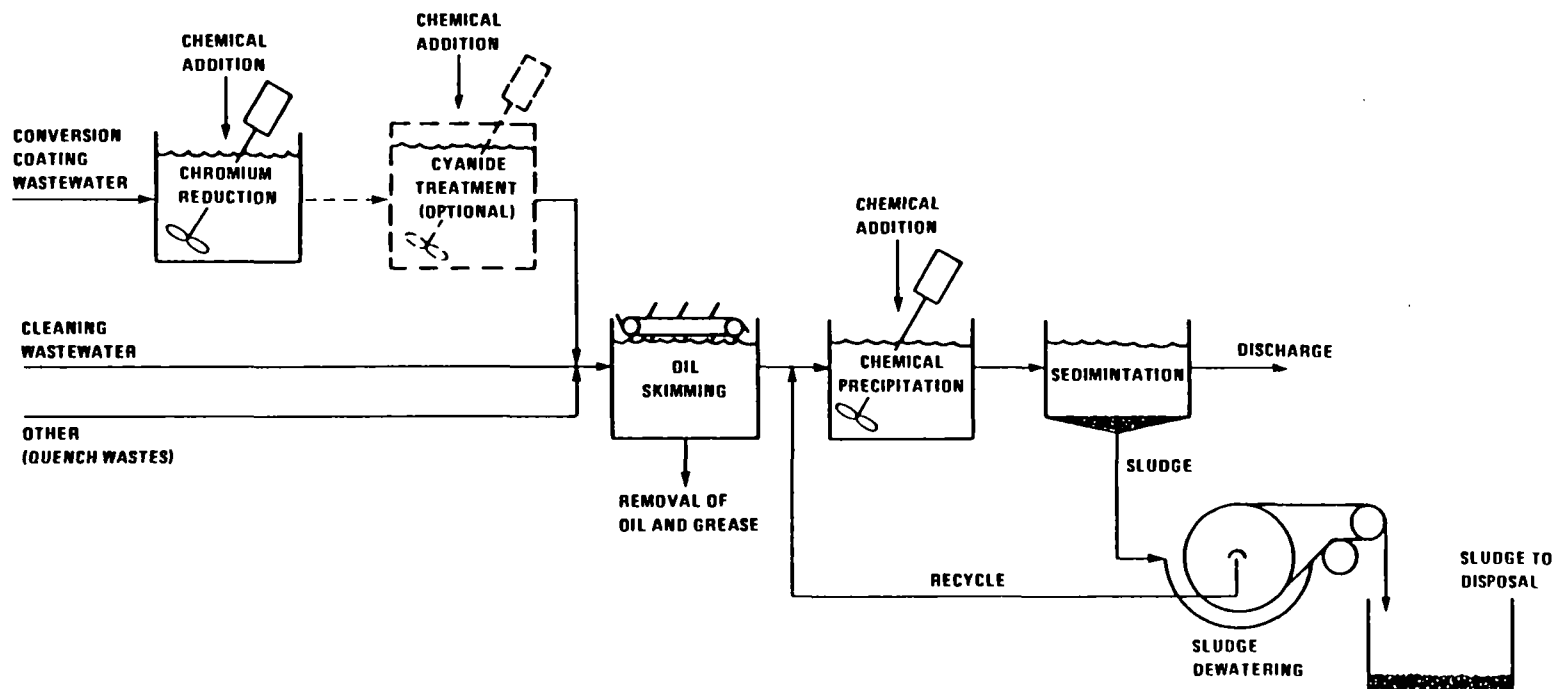 CHEMICAL
ADDITION
CHEMICAL
ADDITION
CONVERSION
COATING
WASTEWATER
CHROMIUM
REDUCTION
CYANIDE
TREATMENT
(OPTIONAL)
CHEMICAL
ADDITION
CLEANING
WASTEWATER
OIL
SKIMMING
CHEMICAL
PRECIPITATION
SEDIMINTATION
DISCHARGE
OTHER
(QUENCH WASTES)
SLUDGE
REMOVAL OF
OIL AND GREASE
RECYCLE
SLUDGE TO
DISPOSAL
SLUDGE
DEWATERING